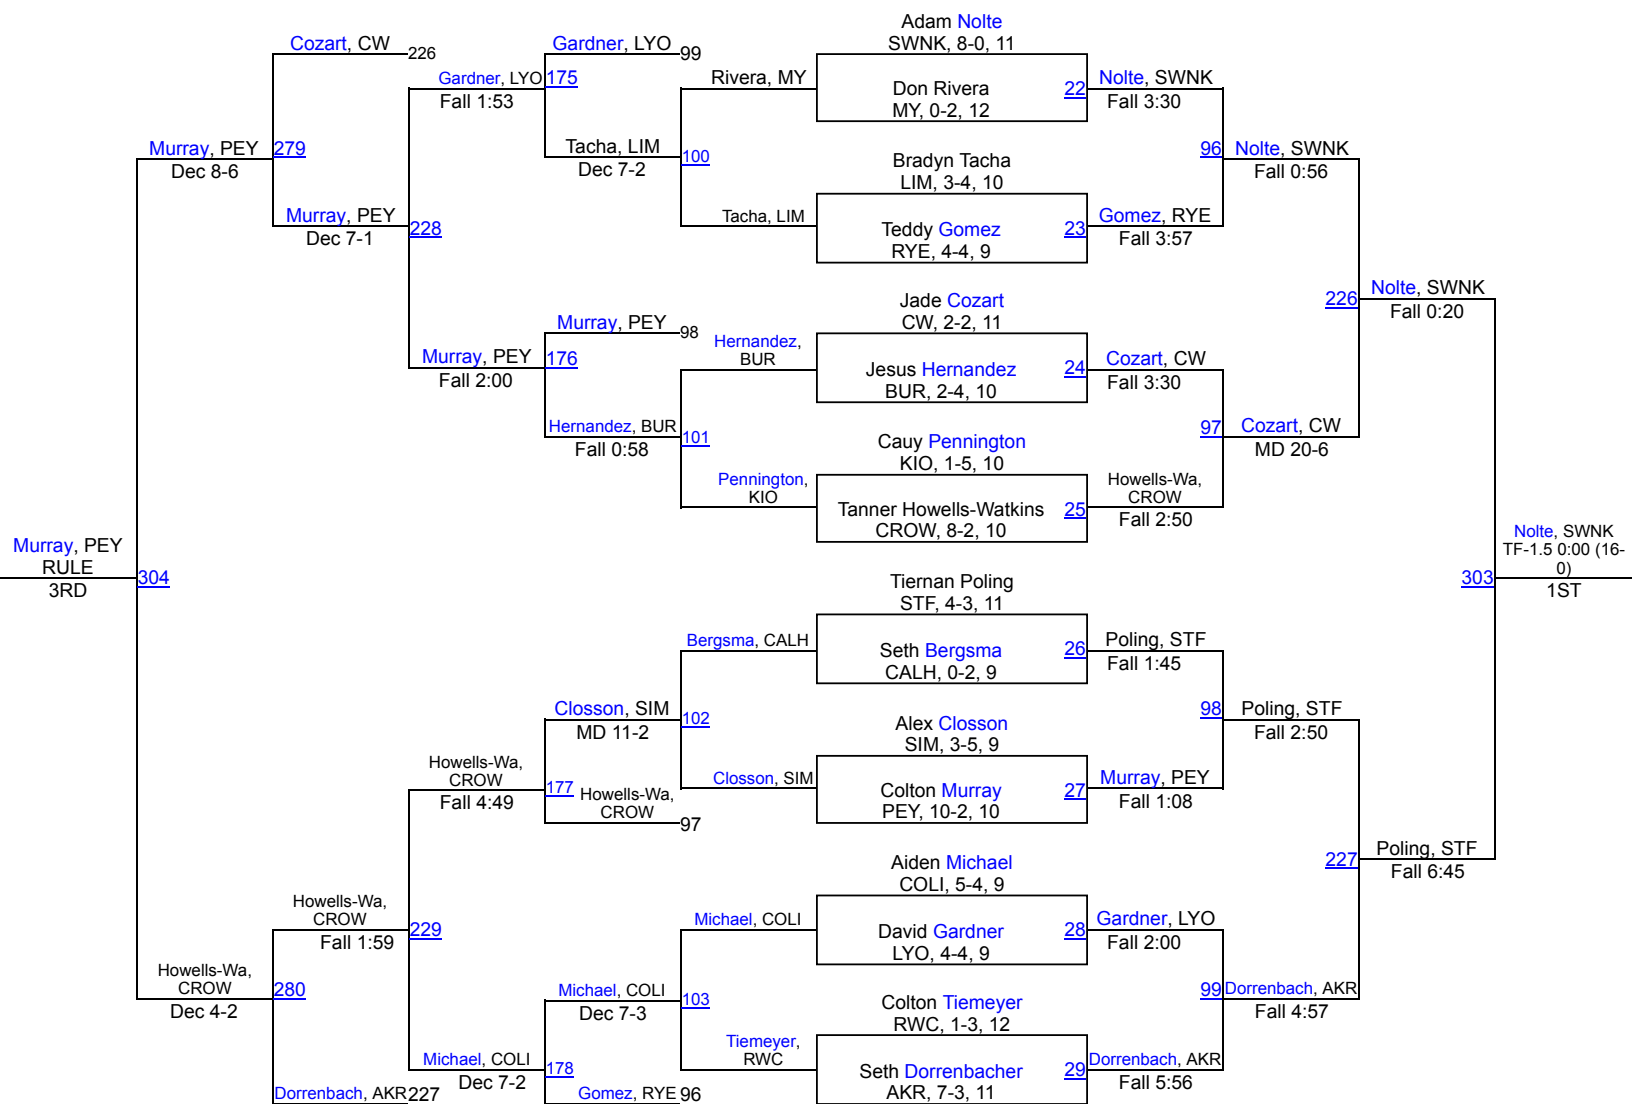 Adam Nolte
SWNK, 8-0, 11
Cozart, CW
226
Gardner, LYO
99
Gardner, LYO
175
Fall 1:53
Rivera, MY
Don Rivera
MY, 0-2, 12
22
Nolte, SWNK
Fall 3:30
Murray, PEY
279
Dec 8-6
Tacha, LIM
Dec 7-2
100
Bradyn Tacha
LIM, 3-4, 10
96
Nolte, SWNK
Fall 0:56
Murray, PEY
Dec 7-1
228
Tacha, LIM
Teddy Gomez
RYE, 4-4, 9
23
Gomez, RYE
Fall 3:57
Jade Cozart
CW, 2-2, 11
226
Nolte, SWNK
Fall 0:20
Murray, PEY
98
Hernandez,
BUR
Murray, PEY
176
Fall 2:00
Jesus Hernandez
BUR, 2-4, 10
24
Cozart, CW
Fall 3:30
Hernandez, BUR
101
Fall 0:58
Cauy Pennington
KIO, 1-5, 10
97
Cozart, CW
MD 20-6
Pennington,
KIO
Tanner Howells-Watkins
CROW, 8-2, 10
25
Howells-Wa,
CROW
Fall 2:50
Murray, PEY
RULE
3RD
304
303
Nolte, SWNK
TF-1.5 0:00 (16-
0)
1ST
Tiernan Poling
STF, 4-3, 11
Bergsma, CALH
Seth Bergsma
CALH, 0-2, 9
26
Poling, STF
Fall 1:45
Closson, SIM
MD 11-2
102
Alex Closson
SIM, 3-5, 9
98
Poling, STF
Fall 2:50
Howells-Wa,
CROW
Fall 4:49
177
Howells-Wa,
CROW
97
Closson, SIM
Colton Murray
PEY, 10-2, 10
27
Murray, PEY
Fall 1:08
Aiden Michael
COLI, 5-4, 9
227
Poling, STF
Fall 6:45
Howells-Wa,
CROW
Fall 1:59
229
Michael, COLI
David Gardner
LYO, 4-4, 9
28
Gardner, LYO
Fall 2:00
Howells-Wa,
CROW
Dec 4-2
280
Michael, COLI
Dec 7-3
103
Colton Tiemeyer
RWC, 1-3, 12
99
Dorrenbach, AKR
Fall 4:57
Tiemeyer,
RWC
Michael, COLI
Dec 7-2
178
Seth Dorrenbacher
AKR, 7-3, 11
29
Dorrenbach, AKR
Fall 5:56
Dorrenbach, AKR
227
Gomez, RYE
96